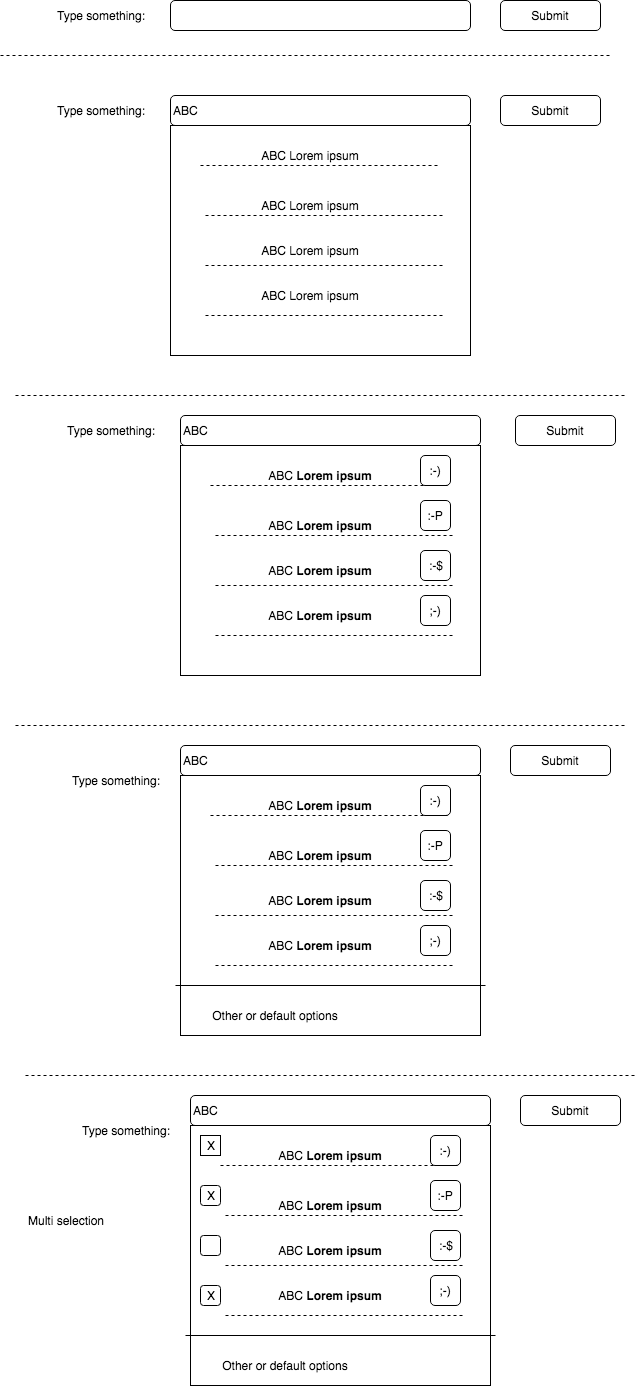 Type something: Submit
Type something: ABC Submit
ABC Lorem ipsum
ABC Lorem ipsum
ABC Lorem ipsum
ABC Lorem ipsum
Type something: ABC Submit
ABC Lorem ipsum :-)
ABC Lorem ipsum :-P
ABC Lorem ipsum :-$
ABC Lorem ipsum ;-)
ABC Submit
Type something:
ABC Lorem ipsum :-)
ABC Lorem ipsum :-P
ABC Lorem ipsum :-$
ABC Lorem ipsum ;-)
Other or default options
ABC Submit
Type something:
X ABC Lorem ipsum :-)
X ABC Lorem ipsum :-P
Multi selection
ABC Lorem ipsum :-$
X ABC Lorem ipsum ;-)
Other or default options